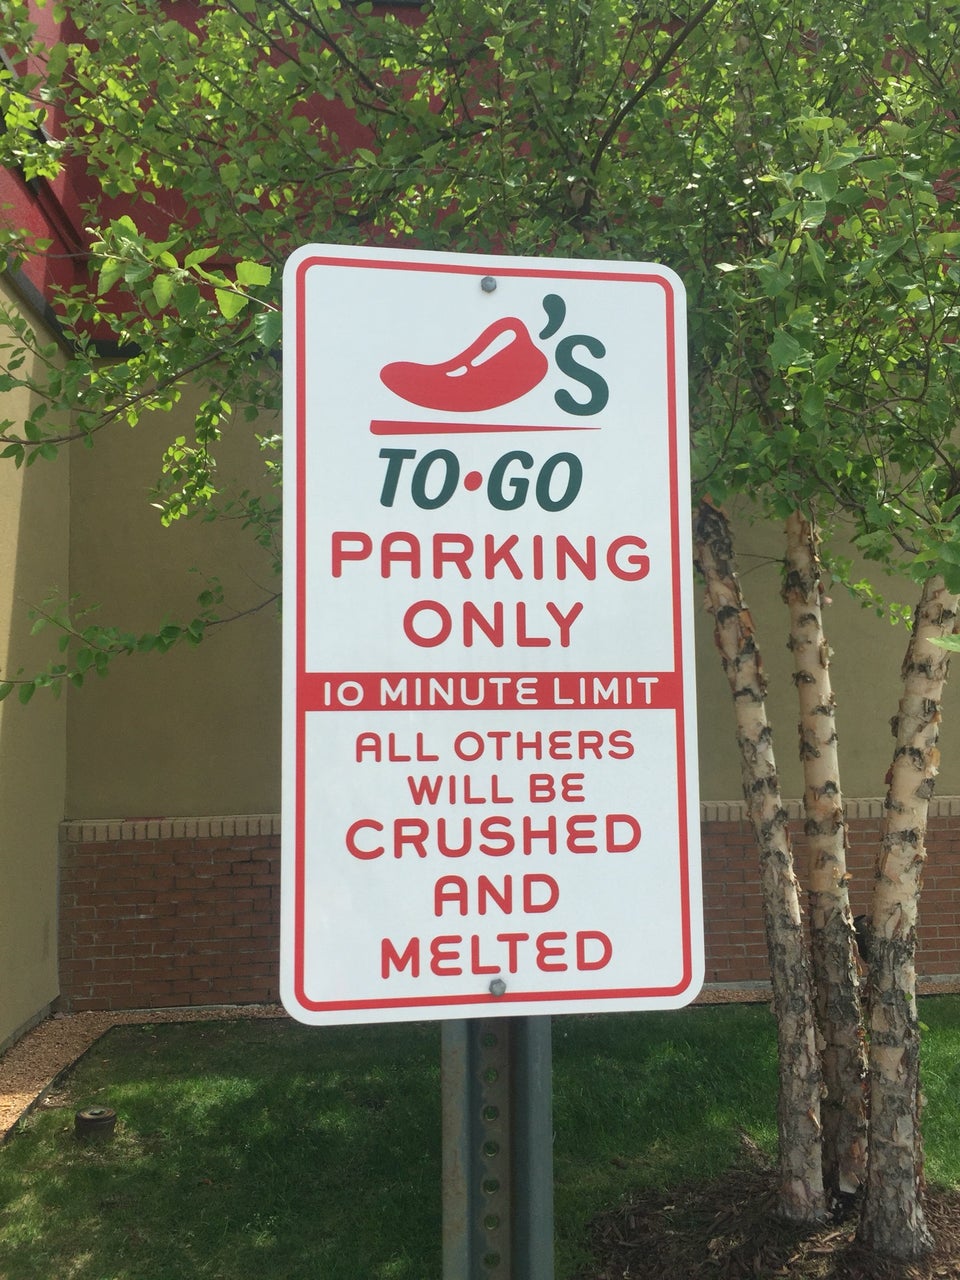 's
TO•GO
PARKING
ONLY
10 MINUTE LIMIT
ALL OTHERS
WILL BE
CRUSHED
AND
MELTED